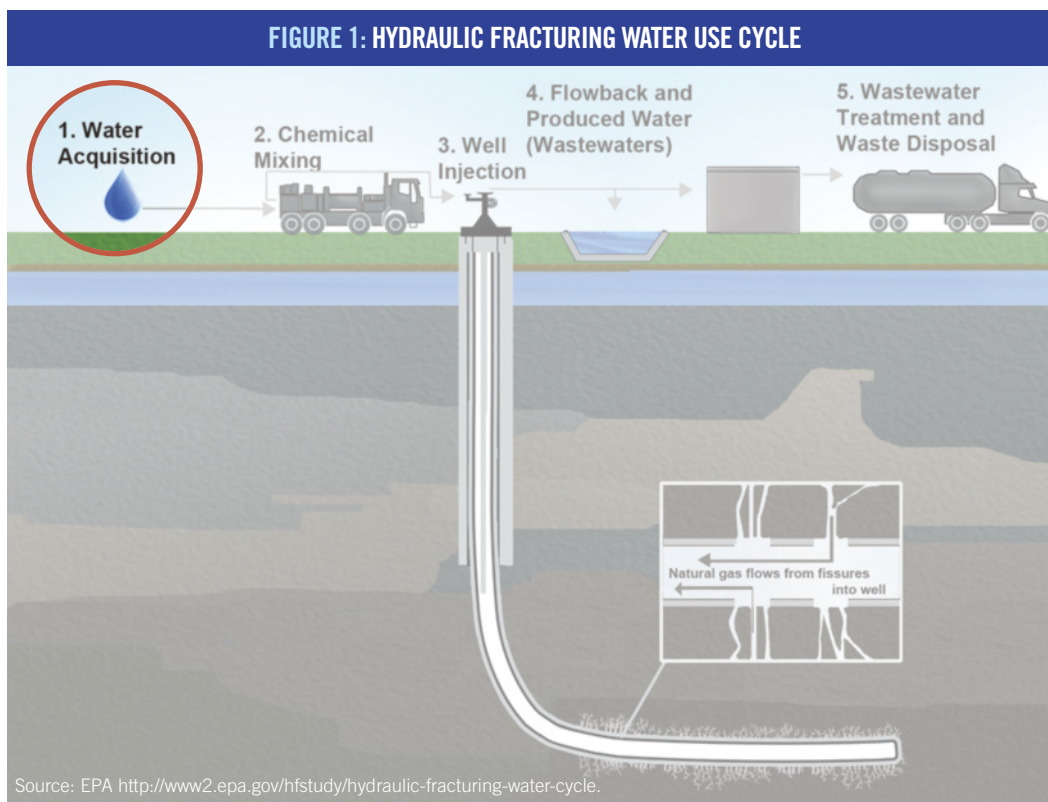 FIGURE 1: HYDRAULIC FRACTURING WATER USE CYCLE
1. Water
Acquisition
2. Chemical
Mixing
3. Well
Injection
4. Flowback and
Produced Water
(Wastewaters)
5. Wastewater
Treatment and
Waste Disposal
Natural gas flows from fissures
into well
Source: EPA http://www2.epa.gov/hfstudy/hydraulic-fracturing-water-cycle.